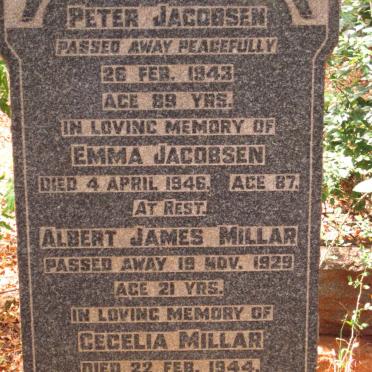 PETER JACOBSEN
PASSED AWAY PEACEFULLY
26 FEB. 1943
AGE 89 YRS.
IN LOVING MEMORY OF
EMMA JACOBSEN
DIED 4 APRIL 1946. AGE 87.
AT REST.
ALBERT JAMES MILLAR
PASSED AWAY 19 NOV. 1929
AGE 21 YRS.
IN LOVING MEMORY OF
CECELIA MILLAR
DIED 22 FEB. 1944.